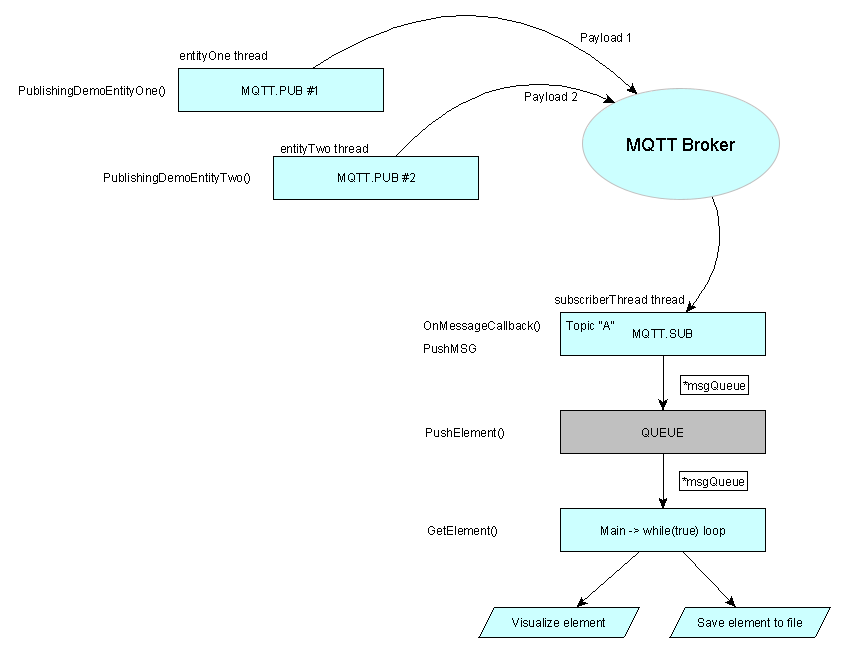 Payload 1
entityOne thread
PublishingDemoEntityOne()
MQTT.PUB #1
Payload 2
MQTT Broker
entityTwo thread
PublishingDemoEntityTwo()
MQTT.PUB #2
subscriberThread thread
OnMessageCallback()
PushMSG
Topic "A"
MQTT.SUB
*msgQueue
PushElement()
QUEUE
*msgQueue
GetElement()
Main -> while(true) loop
Visualize element
Save element to file